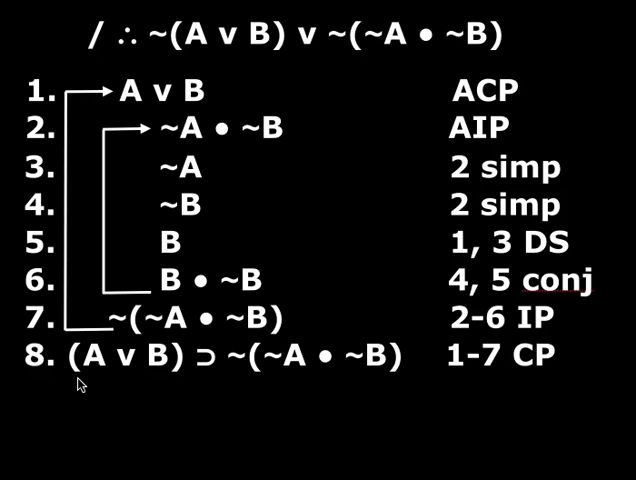 / ∴ ~(A v B) v ~(~A • ~B)
1. A v B ACP
2. ~A • ~B AIP
3. ~A 2 simp
4. ~B 2 simp
5. B 1, 3 DS
6. B • ~B 4, 5 conj
7. ~(~A • ~B) 2-6 IP
8. (A v B) ⊃ ~(~A • ~B) 1-7 CP